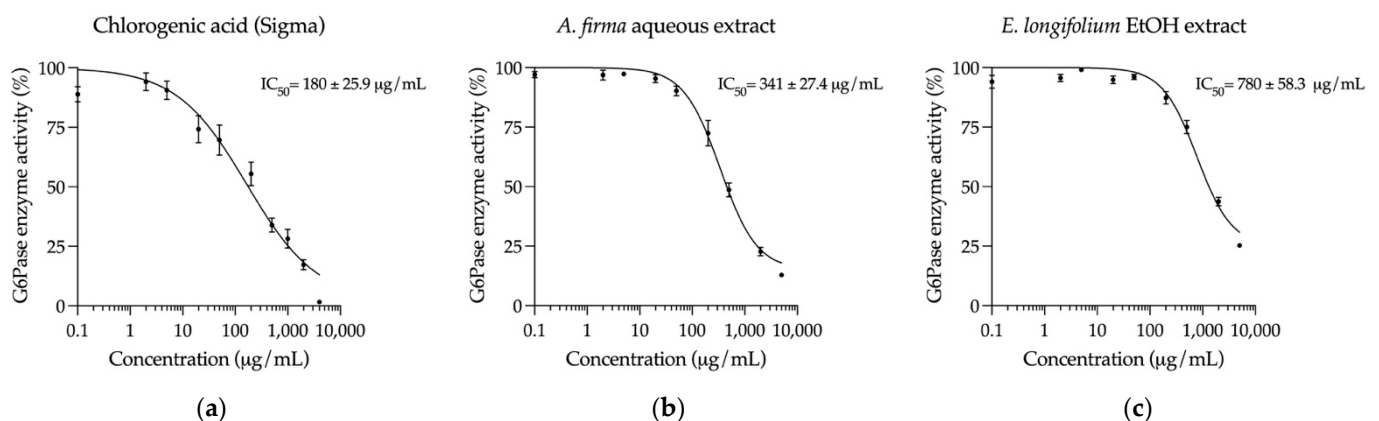 Chlorogenic acid (Sigma)
G6Pase enzyme activity (%)
100
75
50
25
0
IC50= 180 ± 25.9 µg/mL
0.1 1 10 100 1,000 10,000
Concentration (µg/mL)
(a)
A. firma aqueous extract
G6Pase enzyme activity (%)
100
75
50
25
0
IC50= 341 ± 27.4 µg/mL
0.1 1 10 100 1,000 10,000
Concentration (µg/mL)
(b)
E. longifolium EtOH extract
G6Pase enzyme activity (%)
100
75
50
25
0
IC50= 780 ± 58.3 µg/mL
0.1 1 10 100 1,000 10,000
Concentration (µg/mL)
(c)